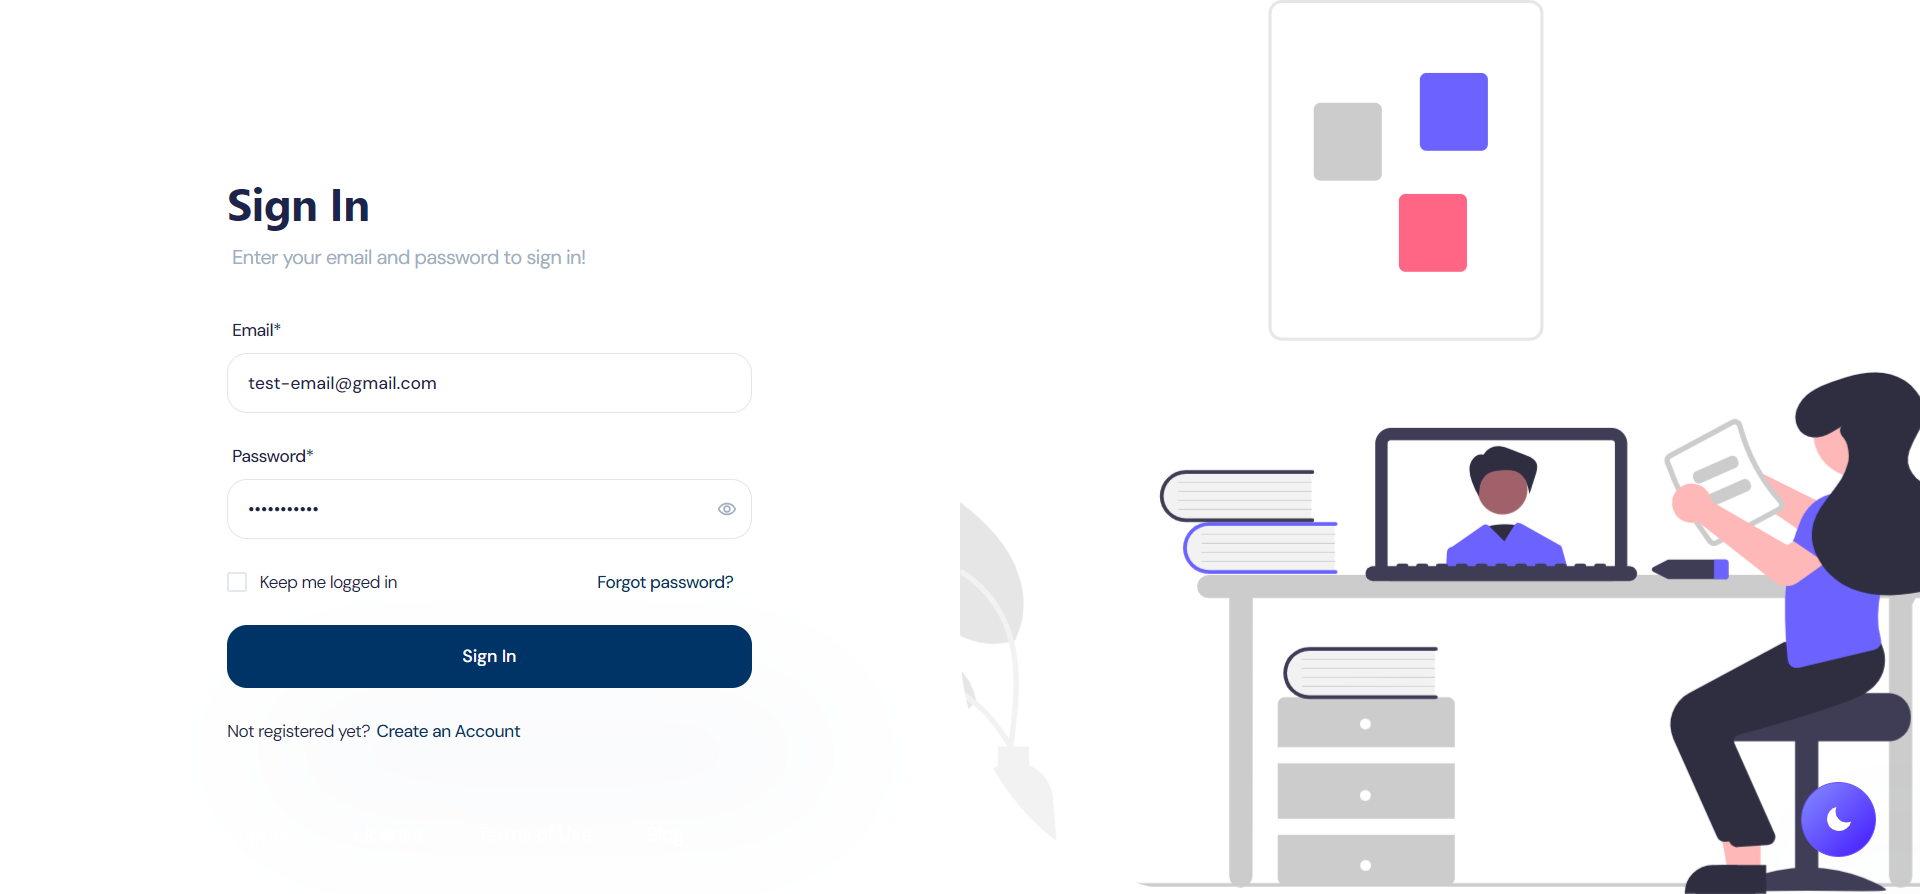 Sign In
Enter your email and password to sign in!
Email*
test-email@gmail.com
Password*
•••••••••••
Keep me logged in
Forgot password?
Sign In
Not registered yet? Create an Account